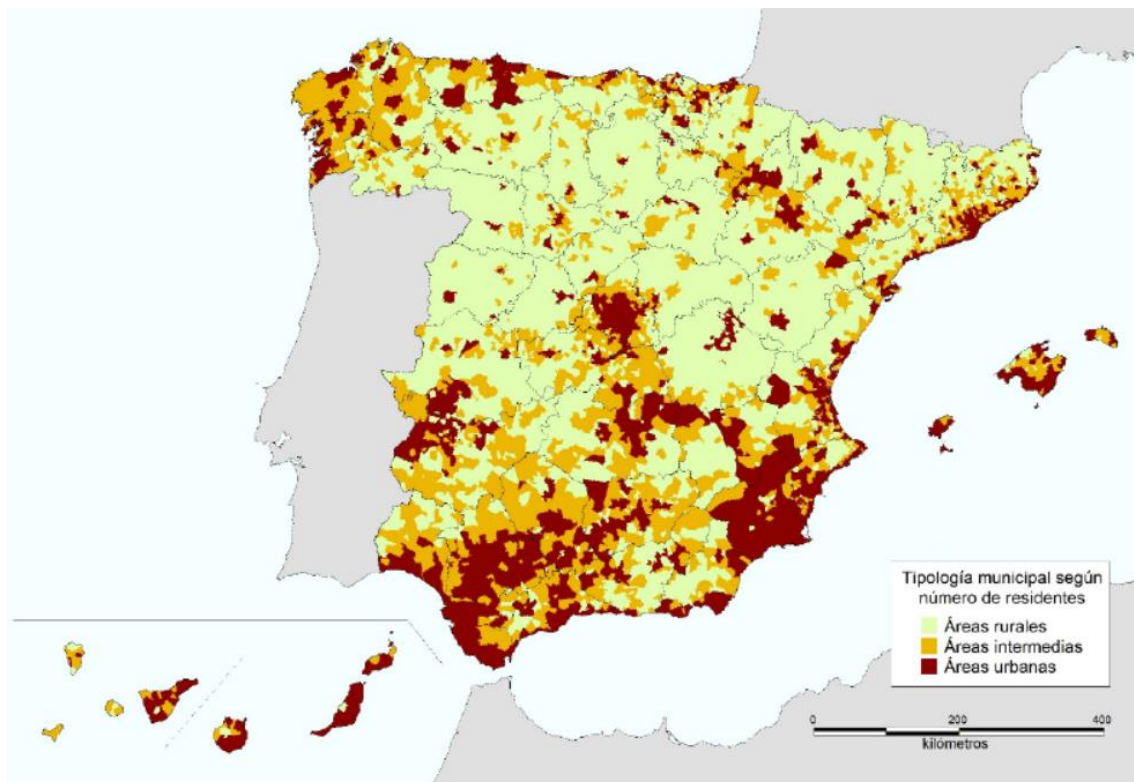 Tipología municipal según
número de residentes
Áreas rurales
Áreas intermedias
Áreas urbanas
0 200 400
kilómetros